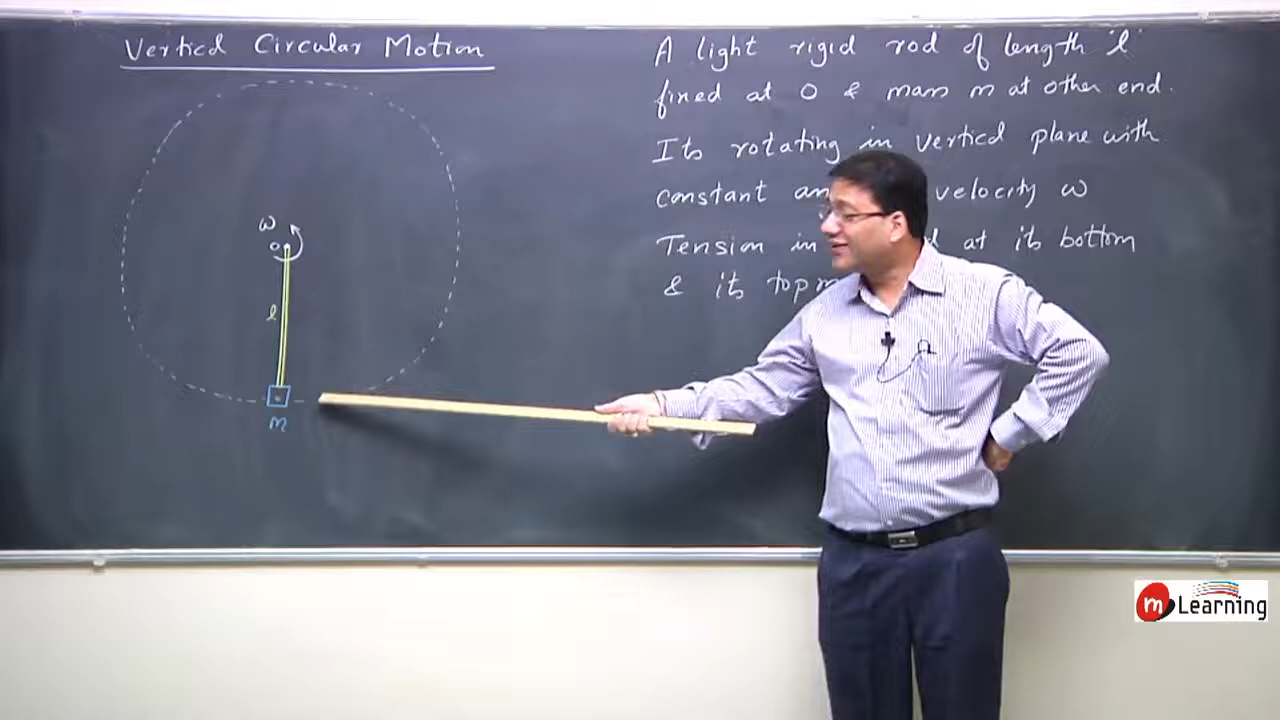 Vertical Circular Motion
A light rigid rod of length 'l'
fixed at O & mass m at other end.
Its rotating in vertical plane with
constant velocity ω
Tension in at its bottom
& its
ω
O
l
m
m Learning